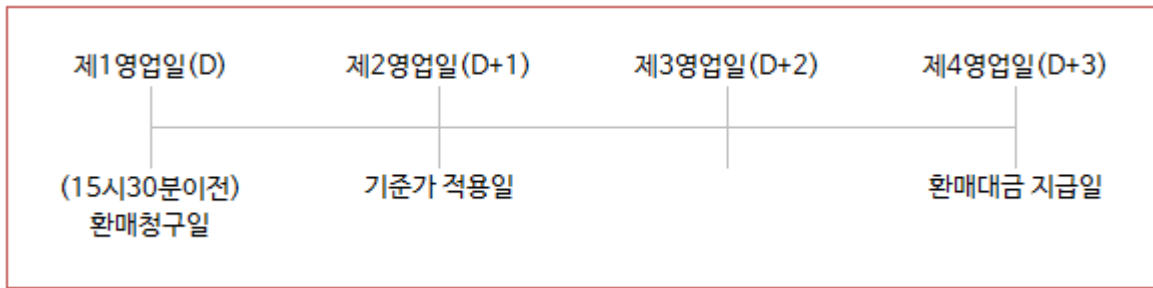 제1영업일(D) 제2영업일(D+1) 제3영업일(D+2) 제4영업일(D+3)
(15시30분이전) 기준가 적용일 환매대금 지급일
환매청구일